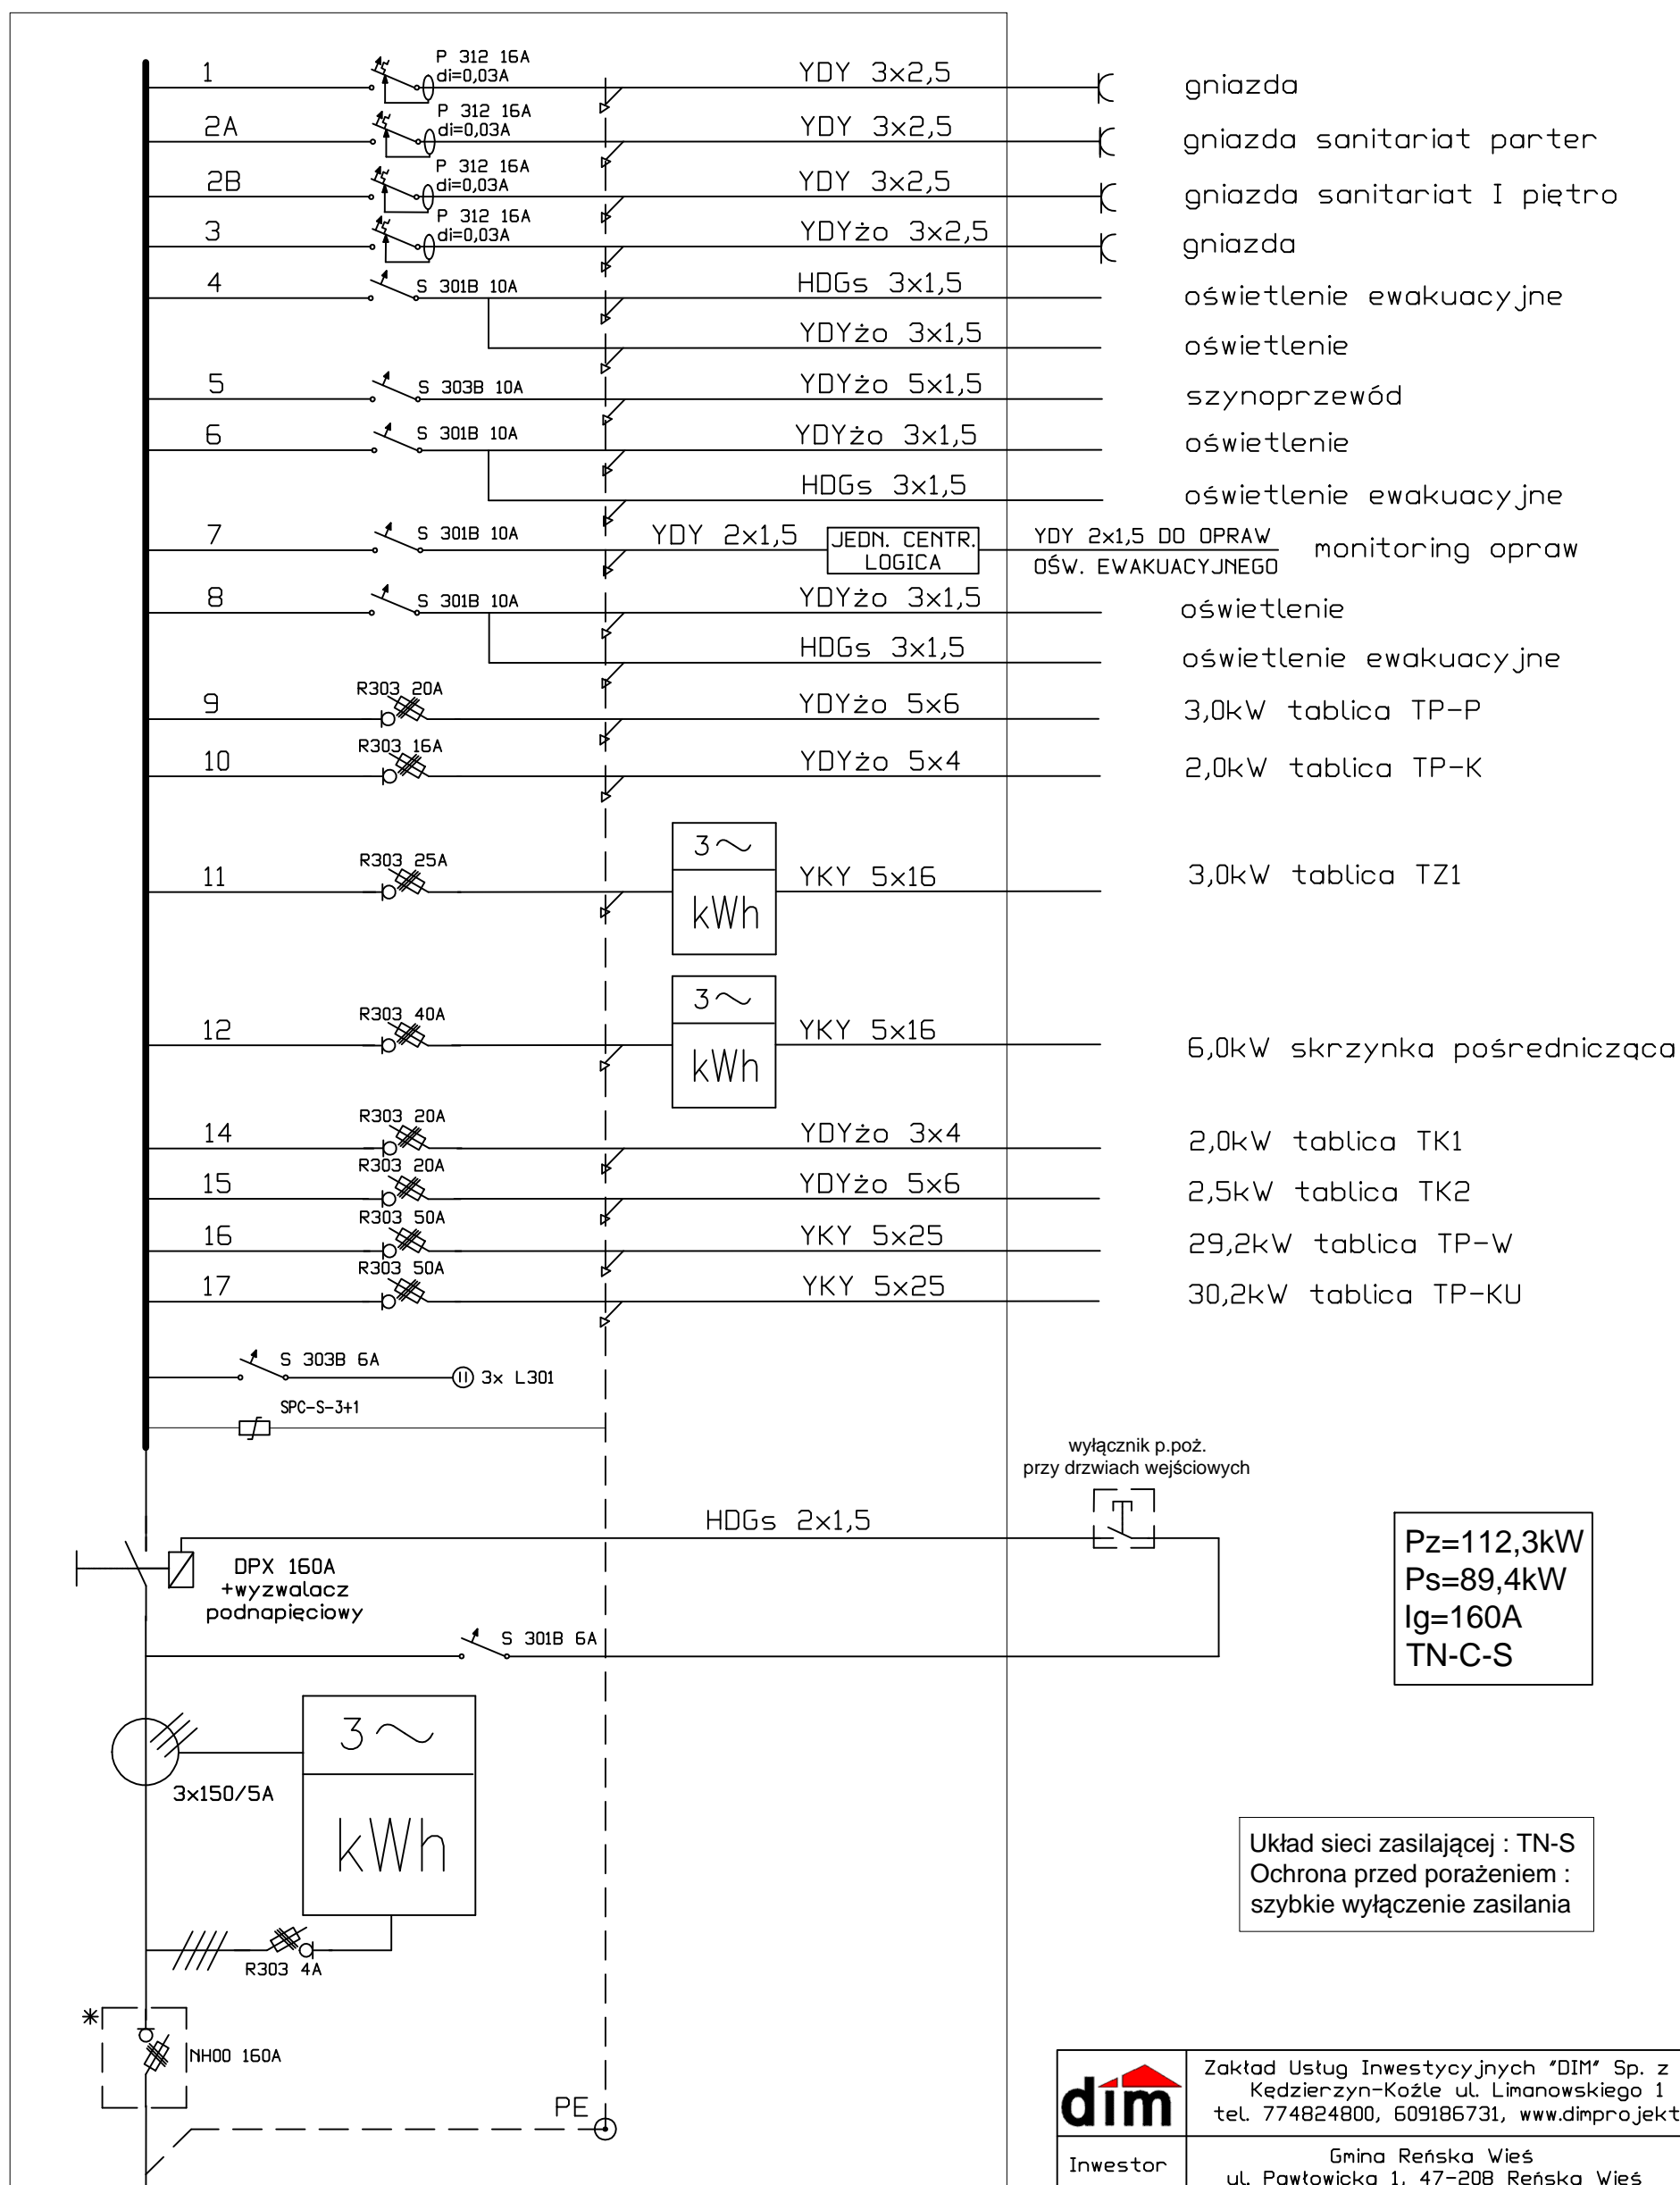 1 P 312 16A YDY 3x2,5 gniazda
di=0,03A
2A P 312 16A YDY 3x2,5 gniazda sanitariat parter
di=0,03A
2B P 312 16A YDY 3x2,5 gniazda sanitariat I piętro
di=0,03A
3 P 312 16A YDYżo 3x2,5 gniazda
di=0,03A
4 S 301B 10A HDGs 3x1,5 oświetlenie ewakuacyjne
YDYżo 3x1,5 oświetlenie
5 S 303B 10A YDYżo 5x1,5 szynoprzewód
6 S 301B 10A YDYżo 3x1,5 oświetlenie
HDGs 3x1,5 oświetlenie ewakuacyjne
7 S 301B 10A YDY 2x1,5 JEDN. CENTR. YDY 2x1,5 DO OPRAW monitoring opraw
LOGICA OŚW. EWAKUACYJNEGO
8 S 301B 10A YDYżo 3x1,5 oświetlenie
HDGs 3x1,5 oświetlenie ewakuacyjne
9 R303 20A YDYżo 5x6 3,0kW tablica TP-P
10 R303 16A YDYżo 5x4 2,0kW tablica TP-K
11 R303 25A 3~ kWh YKY 5x16 3,0kW tablica TZ1
12 R303 40A 3~ kWh YKY 5x16 6,0kW skrzynka pośrednicząca
14 R303 20A YDYżo 3x4 2,0kW tablica TK1
15 R303 20A YDYżo 5x6 2,5kW tablica TK2
16 R303 50A YKY 5x25 29,2kW tablica TP-W
17 R303 50A YKY 5x25 30,2kW tablica TP-KU
S 303B 6A 3x L301
SPC-S-3+1
wyłącznik p.poż.
przy drzwiach wejściowych
HDGs 2x1,5
DPX 160A
+wyzwalacz
podnapięciowy
Pz=112,3kW
Ps=89,4kW
Ig=160A
TN-C-S
S 301B 6A
3~
3x150/5A
kWh
Układ sieci zasilającej : TN-S
Ochrona przed porażeniem :
szybkie wyłączenie zasilania
R303 4A
*
NH00 160A
PE
dim
Zakład Usług Inwestycyjnych "DIM" Sp. z
Kędzierzyn-Koźle ul. Limanowskiego 1
tel. 774824800, 609186731, www.dimprojekt
Inwestor
Gmina Reńska Wieś
ul. Pawłowicka 1, 47-208 Reńska Wieś